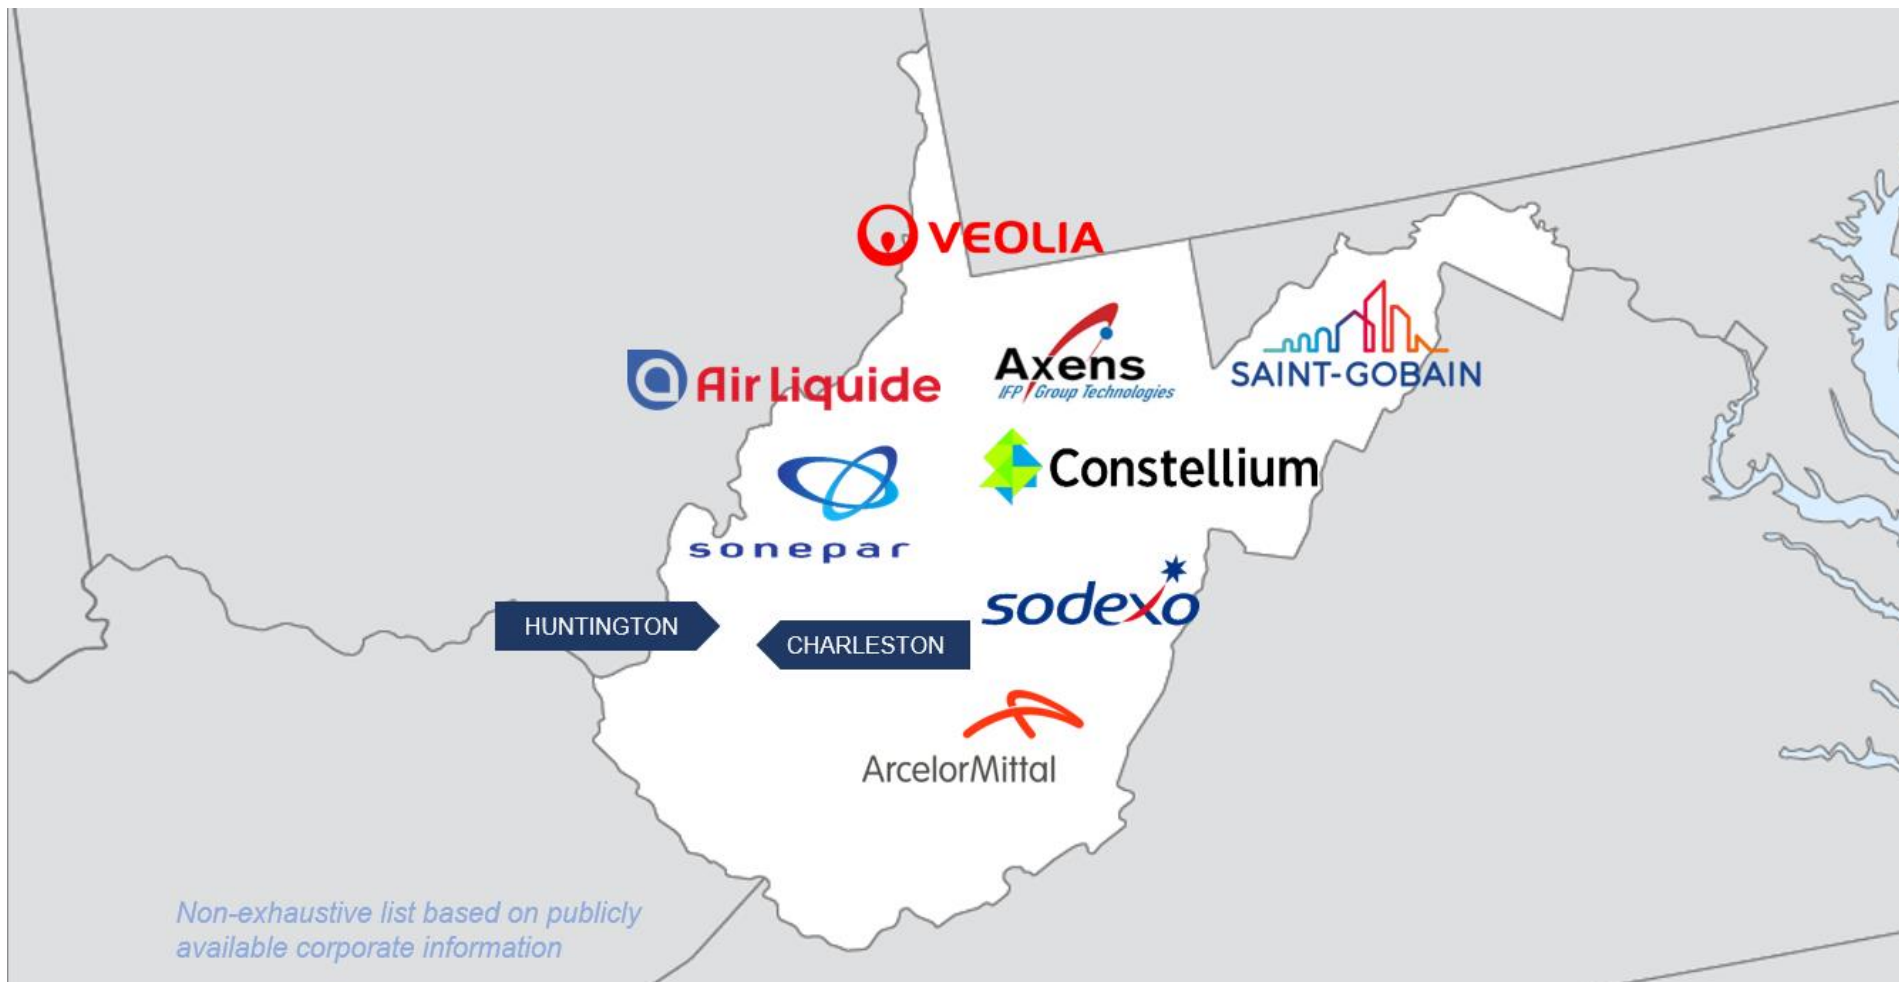 VEOLIA
Axens
IFP Group Technologies
SAINT-GOBAIN
Air Liquide
Constellium
sonepar
sodexo
HUNTINGTON
CHARLESTON
ArcelorMittal
Non-exhaustive list based on publicly
available corporate information